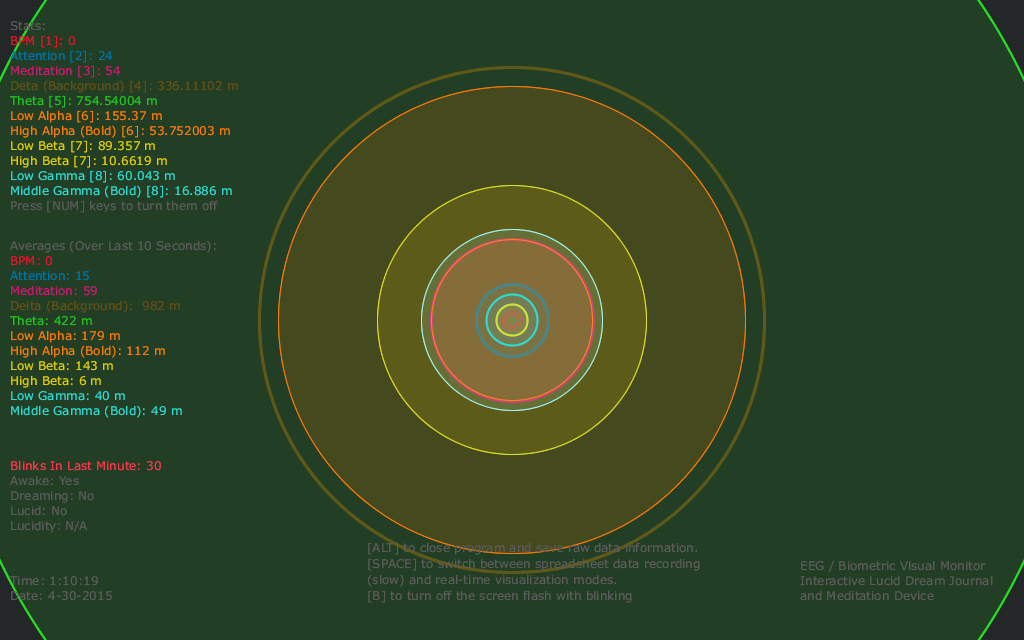 Stats:
BPM [1]: 0
Attention [2]: 24
Meditation [3]: 54
Deta (Background) [4]: 336.11102 m
Theta [5]: 754.54004 m
Low Alpha [6]: 155.37 m
High Alpha (Bold) [6]: 53.752003 m
Low Beta [7]: 89.357 m
High Beta [7]: 10.6619 m
Low Gamma [8]: 60.043 m
Middle Gamma (Bold) [8]: 16.886 m
Press [NUM] keys to turn them off
Averages (Over Last 10 Seconds):
BPM: 0
Attention: 15
Meditation: 59
Delta (Background):  982 m
Theta: 422 m
Low Alpha: 179 m
High Alpha (Bold): 112 m
Low Beta: 143 m
High Beta: 6 m
Low Gamma: 40 m
Middle Gamma (Bold): 49 m
Blinks In Last Minute: 30
Awake: Yes
Dreaming: No
Lucid: No
Lucidity: N/A
Time: 1:10:19
Date: 4-30-2015
[ALT] to close program and save raw data information.
[SPACE] to switch between spreadsheet data recording
(slow) and real-time visualization modes.
[B] to turn off the screen flash with blinking
EEG / Biometric Visual Monitor
Interactive Lucid Dream Journal
and Meditation Device